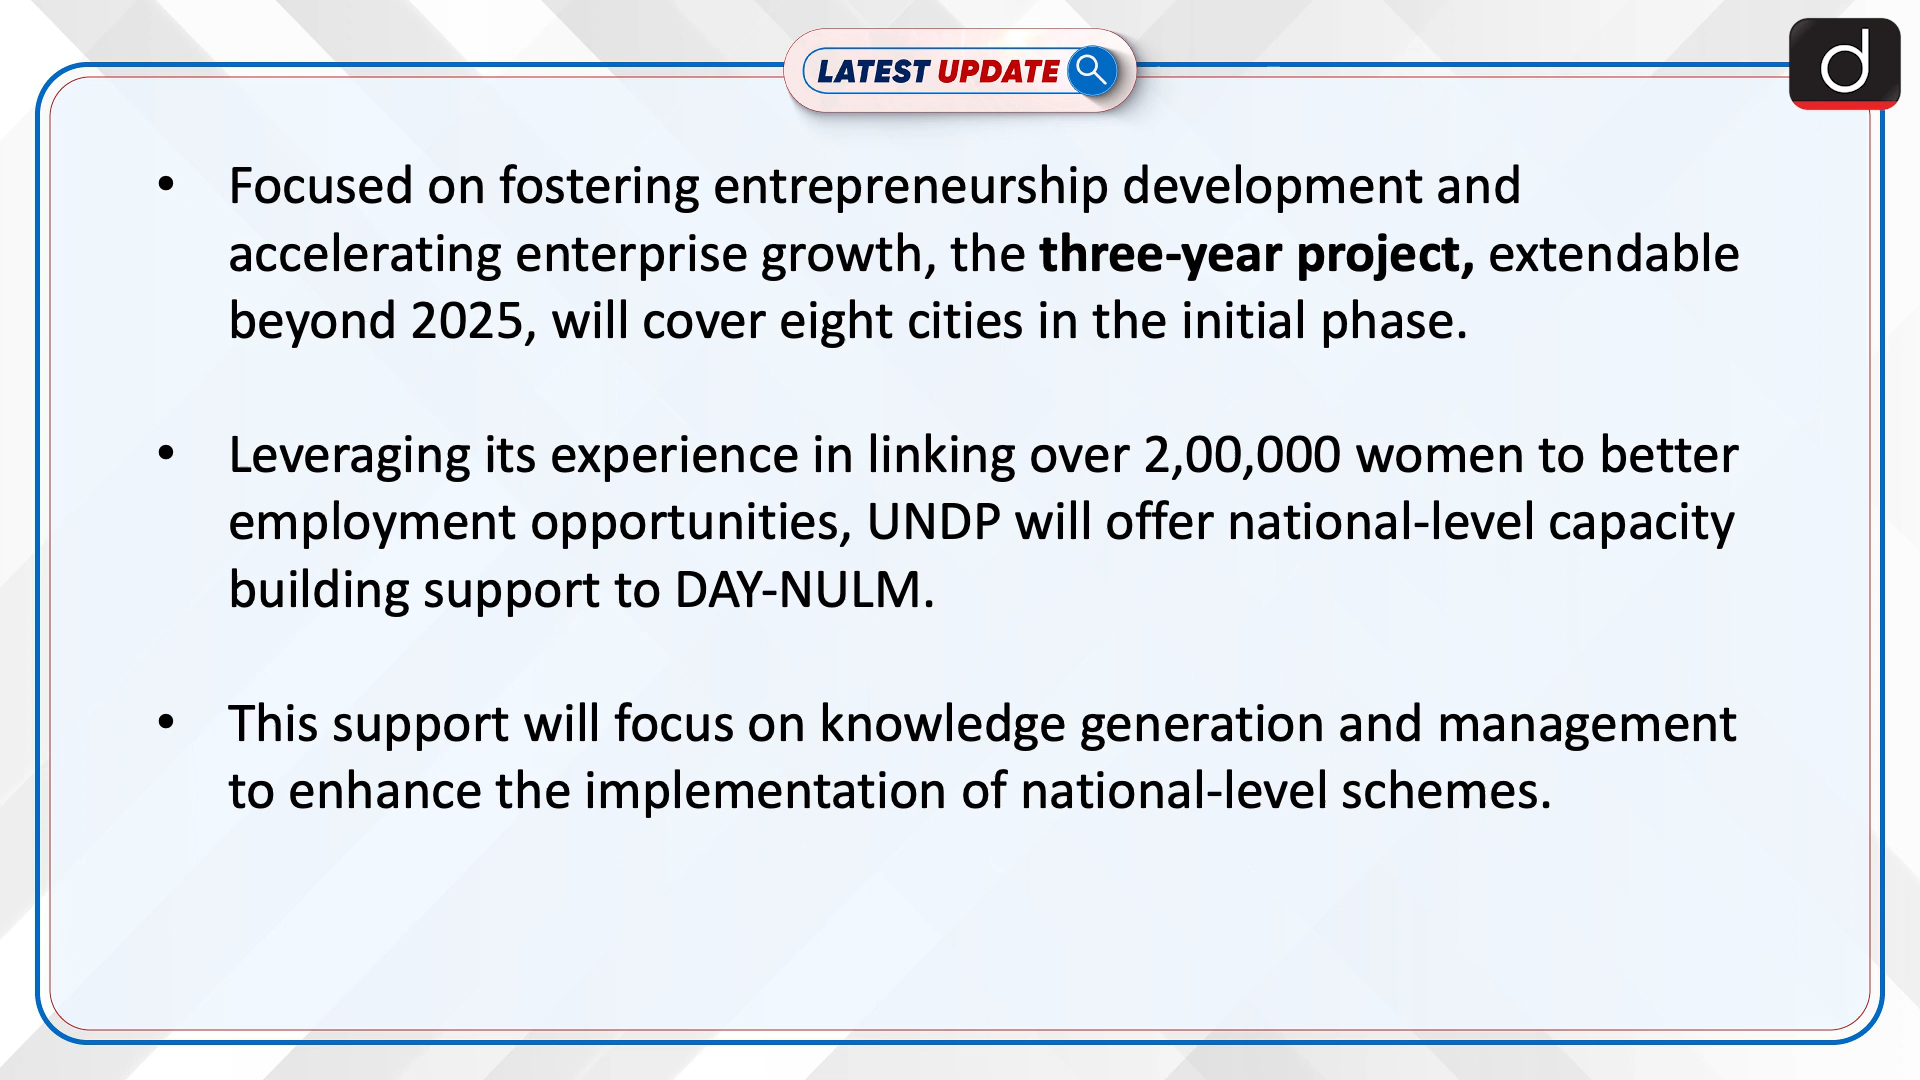 LATEST UPDATE
d
• Focused on fostering entrepreneurship development and
accelerating enterprise growth, the three-year project, extendable
beyond 2025, will cover eight cities in the initial phase.
• Leveraging its experience in linking over 2,00,000 women to better
employment opportunities, UNDP will offer national-level capacity
building support to DAY-NULM.
• This support will focus on knowledge generation and management
to enhance the implementation of national-level schemes.